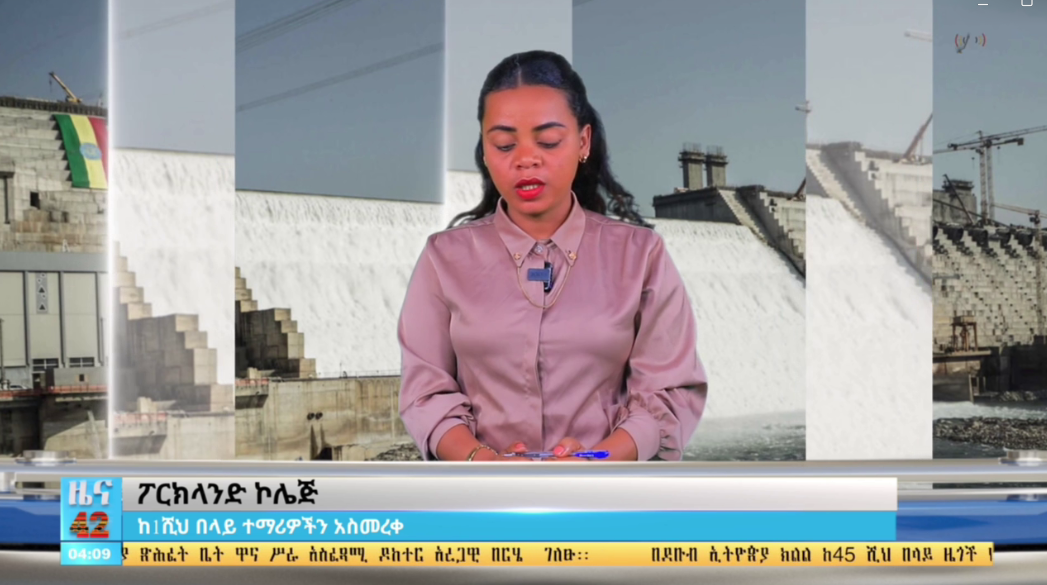 ዜና
42
ፖርክላንድ ኮሌጅ
ከ1ሺህ በላይ ተማሪዎችን አስመረቀ
04:09
ጽሕፈት ቤት ዋና ሥራ አስፈጻሚ ዶክተር አረጋዊ በርሄ ገለፁ፡፡ በደቡብ ኢትዮጵያ ክልል ከ45 ሺህ በላይ ዜጎች